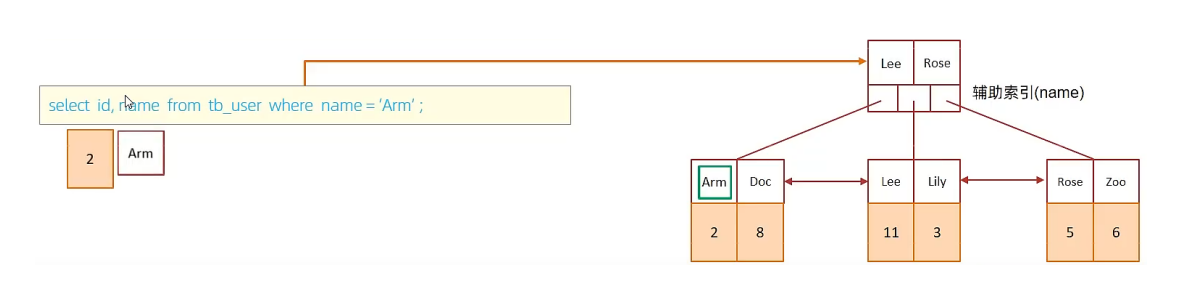 Lee Rose
辅助索引(name)
select id, name from tb_user where name = 'Arm' ;
2 Arm
Arm Doc Lee Lily Rose Zoo
2 8 11 3 5 6